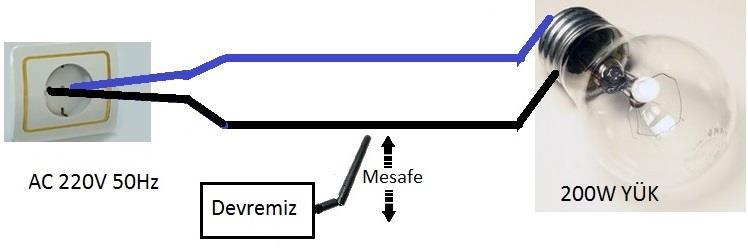 AC 220V 50Hz
Devremiz
Mesafe
200W YÜK